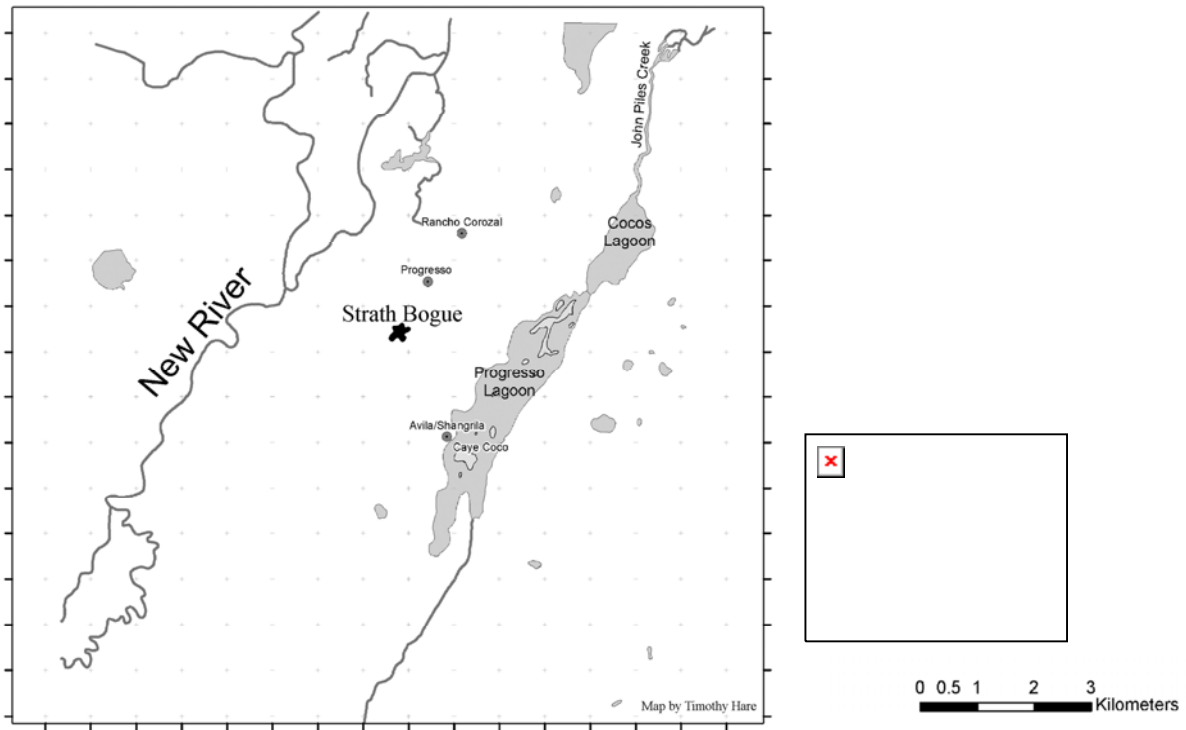 John Piles Creek
Rancho Corozal
Cocos
Lagoon
Progresso
New River
Strath Bogue
Progresso
Lagoon
Avila/Shangrila
Caye Coco
Map by Timothy Hare
0 0.5 1 2 3
Kilometers